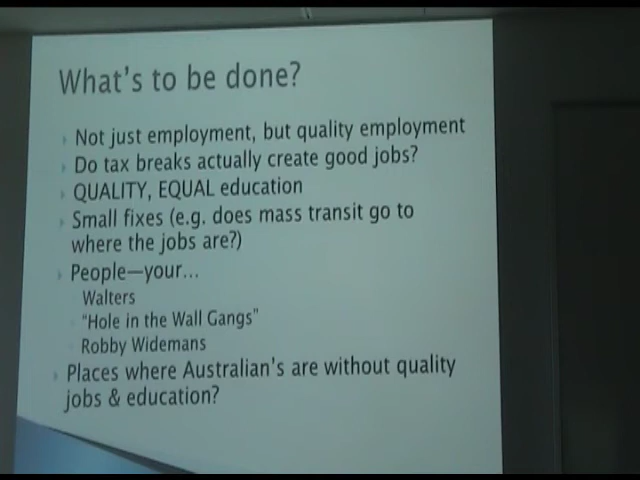 What's to be done?
Not just employment, but quality employment
Do tax breaks actually create good jobs?
QUALITY, EQUAL education
Small fixes (e.g. does mass transit go to
where the jobs are?)
People—your...
Walters
"Hole in the Wall Gangs"
Robby Widemans
Places where Australian's are without quality
jobs & education?